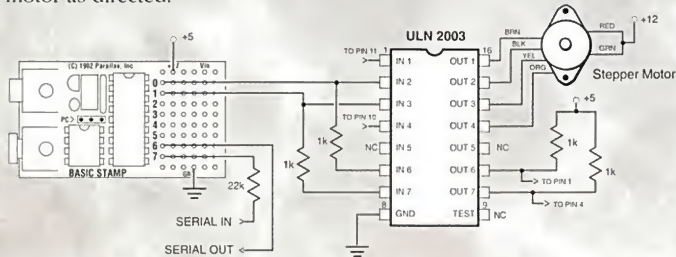 motor as directed.
+5
ULN 2003
RED
+12
GRN
(C) 1992 Parallax, Inc.
+ / Vin
0
1
2
3
4
5
6
7
PC>
BASIC STAMP
GR
TO PIN 11
1
16
BRN
BLK
YEL
ORG
Stepper Motor
IN 1
OUT 1
IN 2
OUT 2
IN 3
OUT 3
TO PIN 10
IN 4
OUT 4
+5
NC
IN 5
OUT 5
NC
1k
1k
1k
1k
IN 6
OUT 6
TO PIN 1
IN 7
OUT 7
TO PIN 4
22k
8
GND
TEST
9
NC
SERIAL IN
SERIAL OUT